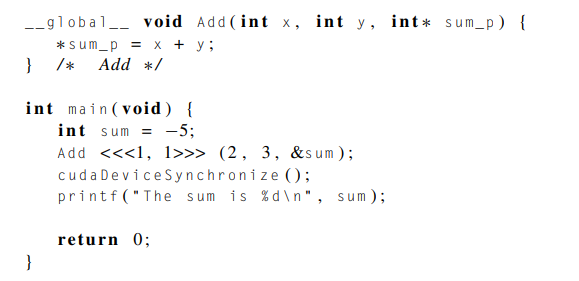 __global__ void Add(int x, int y, int* sum_p) {
*sum_p = x + y;
} /* Add */
int main(void) {
int sum = −5;
Add <<<1, 1>>> (2, 3, &sum);
cudaDeviceSynchronize();
printf("The sum is %d\n", sum);
return 0;
}